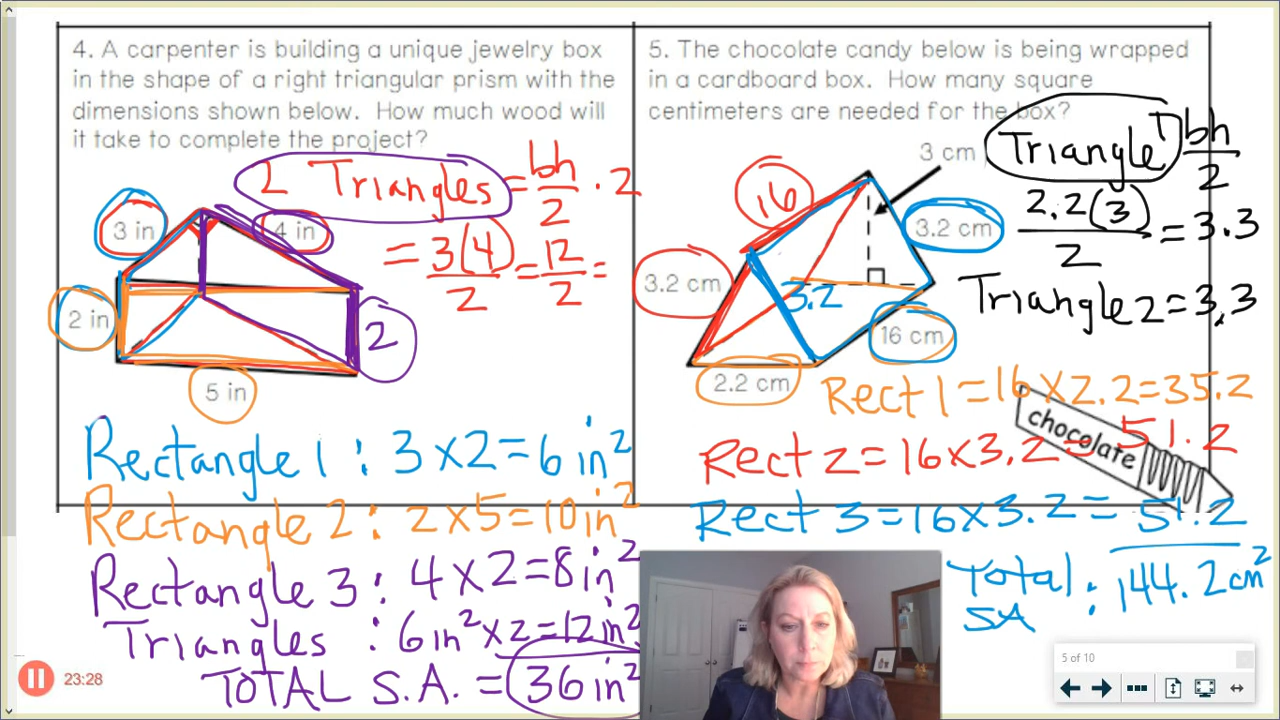 4. A carpenter is building a unique jewelry box
in the shape of a right triangular prism with the
dimensions shown below. How much wood will
it take to complete the project?
2 Triangles = bh/2 · 2
= 3(4)/2 = 12/2 =
3 in
4 in
2 in
2
5 in
Rectangle 1 : 3 x 2 = 6 in²
Rectangle 2 : 2 x 5 = 10 in²
Rectangle 3 : 4 x 2 = 8 in²
Triangles : 6 in² x 2 = 12 in²
TOTAL S.A. = 36 in²
23:28
5. The chocolate candy below is being wrapped
in a cardboard box. How many square
centimeters are needed for the box?
Triangle 1 bh/2
2.2(3)/2 = 3.3
Triangle 2 = 3.3
3 cm
16
3.2 cm
3.2 cm
3.2
16 cm
2.2 cm
Rect 1 = 16 x 2.2 = 35.2
chocolate
Rect 2 = 16 x 3.2 = 51.2
Rect 3 = 16 x 3.2 = 51.2
Total SA : 144.2 cm²
5 of 10